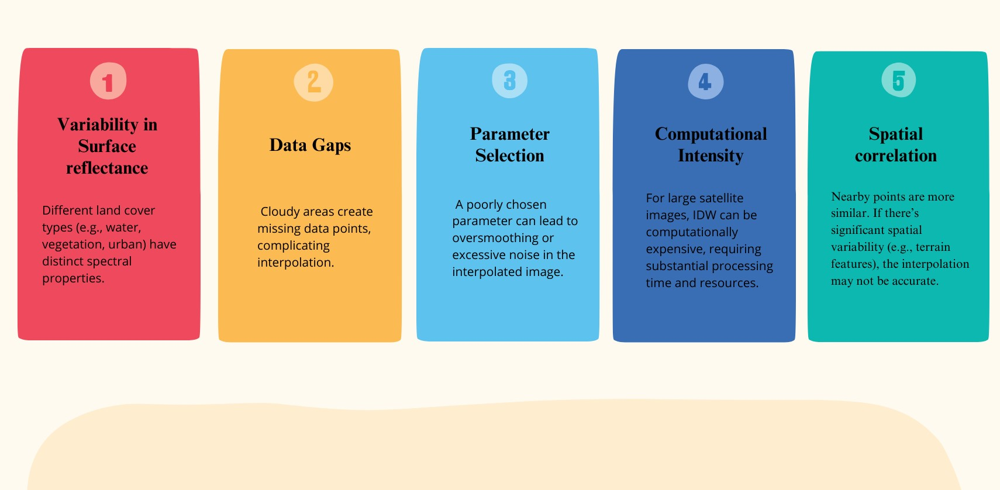 1
Variability in
Surface
reflectance
Different land cover
types (e.g., water,
vegetation, urban) have
distinct spectral
properties.
2
Data Gaps
Cloudy areas create
missing data points,
complicating
interpolation.
3
Parameter
Selection
A poorly chosen
parameter can lead to
oversmoothing or
excessive noise in the
interpolated image.
4
Computational
Intensity
For large satellite
images, IDW can be
computationally
expensive, requiring
substantial processing
time and resources.
5
Spatial
correlation
Nearby points are more
similar. If there’s
significant spatial
variability (e.g., terrain
features), the interpolation
may not be accurate.